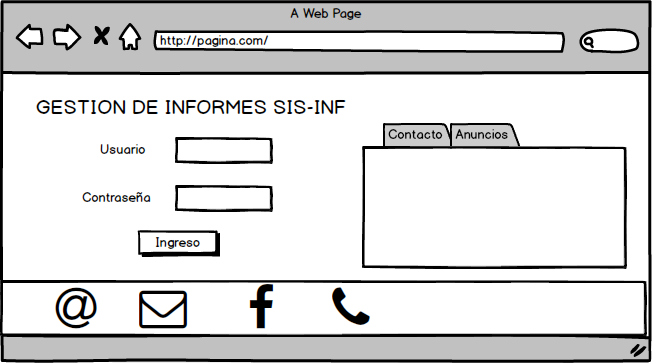 A Web Page
http://pagina.com/
GESTION DE INFORMES SIS-INF
Usuario
Contraseña
Ingreso
Contacto
Anuncios
@